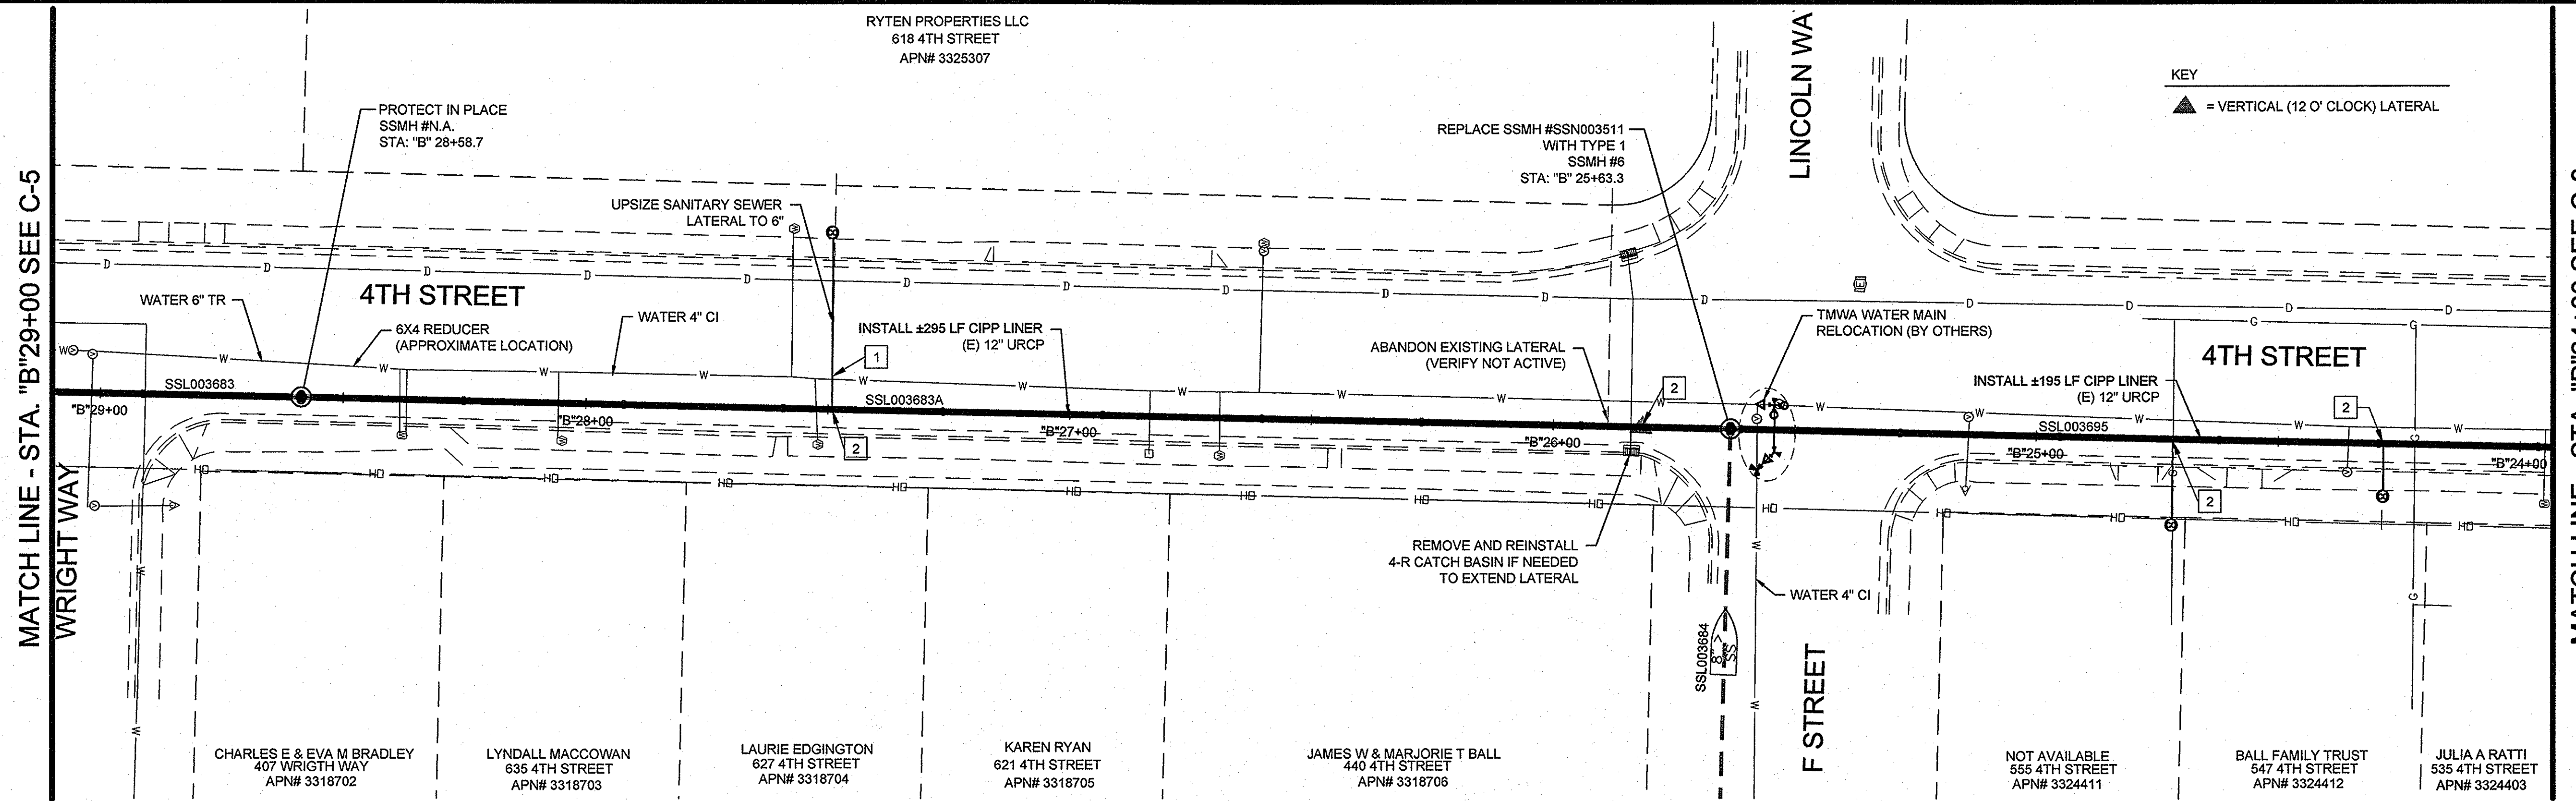 RYTEN PROPERTIES LLC
618 4TH STREET
APN# 3325307
LINCOLN WA
KEY
= VERTICAL (12 O' CLOCK) LATERAL
PROTECT IN PLACE
SSMH #N.A.
STA: "B" 28+58.7
REPLACE SSMH #SSN003511
WITH TYPE 1
SSMH #6
STA: "B" 25+63.3
UPSIZE SANITARY SEWER
LATERAL TO 6"
MATCH LINE - STA. "B"29+00 SEE C-5
WRIGHT WAY
4TH STREET
WATER 6" TR
6X4 REDUCER
(APPROXIMATE LOCATION)
WATER 4" CI
INSTALL ±295 LF CIPP LINER
(E) 12" URCP
1
ABANDON EXISTING LATERAL
(VERIFY NOT ACTIVE)
2
TMWA WATER MAIN
RELOCATION (BY OTHERS)
4TH STREET
INSTALL ±195 LF CIPP LINER
(E) 12" URCP
2
SSL003683
SSL003683A
SSL003695
"B"29+00
"B"28+00
"B"27+00
"B"26+00
"B"25+00
"B"24+00
2
2
REMOVE AND REINSTALL
4-R CATCH BASIN IF NEEDED
TO EXTEND LATERAL
WATER 4" CI
SSL003684
8" >
SS
F STREET
CHARLES E & EVA M BRADLEY
407 WRIGTH WAY
APN# 3318702
LYNDALL MACCOWAN
635 4TH STREET
APN# 3318703
LAURIE EDGINGTON
627 4TH STREET
APN# 3318704
KAREN RYAN
621 4TH STREET
APN# 3318705
JAMES W & MARJORIE T BALL
440 4TH STREET
APN# 3318706
NOT AVAILABLE
555 4TH STREET
APN# 3324411
BALL FAMILY TRUST
547 4TH STREET
APN# 3324412
JULIA A RATTI
535 4TH STREET
APN# 3324403